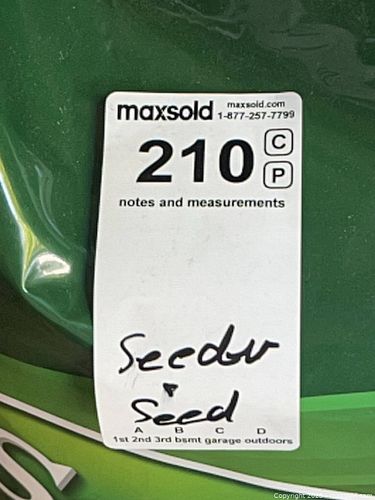 maxsold maxsold.com
1-877-257-7799
210 C
P
notes and measurements
Seeder
Seed
A B C D
1st 2nd 3rd bsmt garage outdoors
S